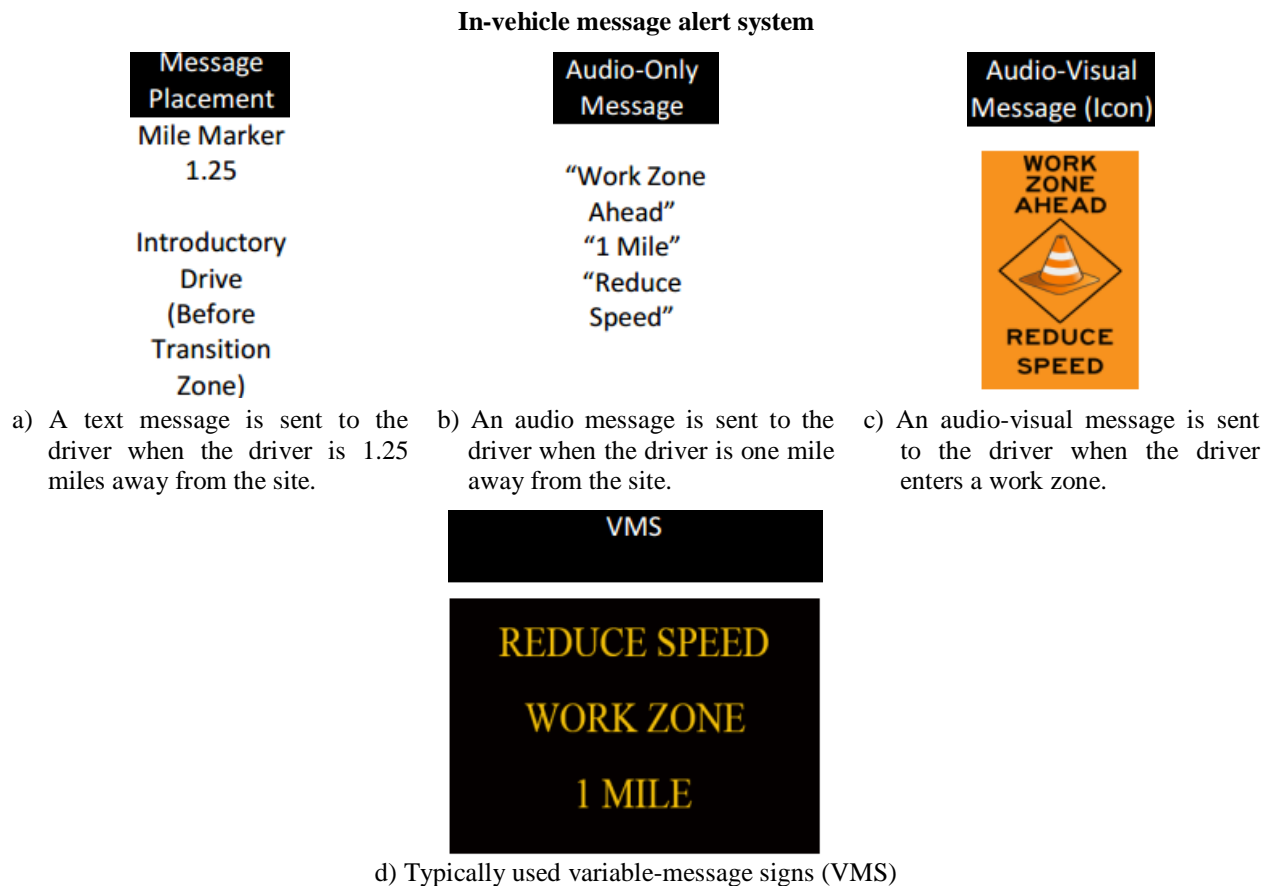 In-vehicle message alert system
Message
Placement
Mile Marker
1.25
Introductory
Drive
(Before
Transition
Zone)
a) A text message is sent to the
driver when the driver is 1.25
miles away from the site.
Audio-Only
Message
“Work Zone
Ahead”
“1 Mile”
“Reduce
Speed”
b) An audio message is sent to the
driver when the driver is one mile
away from the site.
Audio-Visual
Message (Icon)
WORK
ZONE
AHEAD
REDUCE
SPEED
c) An audio-visual message is sent
to the driver when the driver
enters a work zone.
VMS
REDUCE SPEED
WORK ZONE
1 MILE
d) Typically used variable-message signs (VMS)